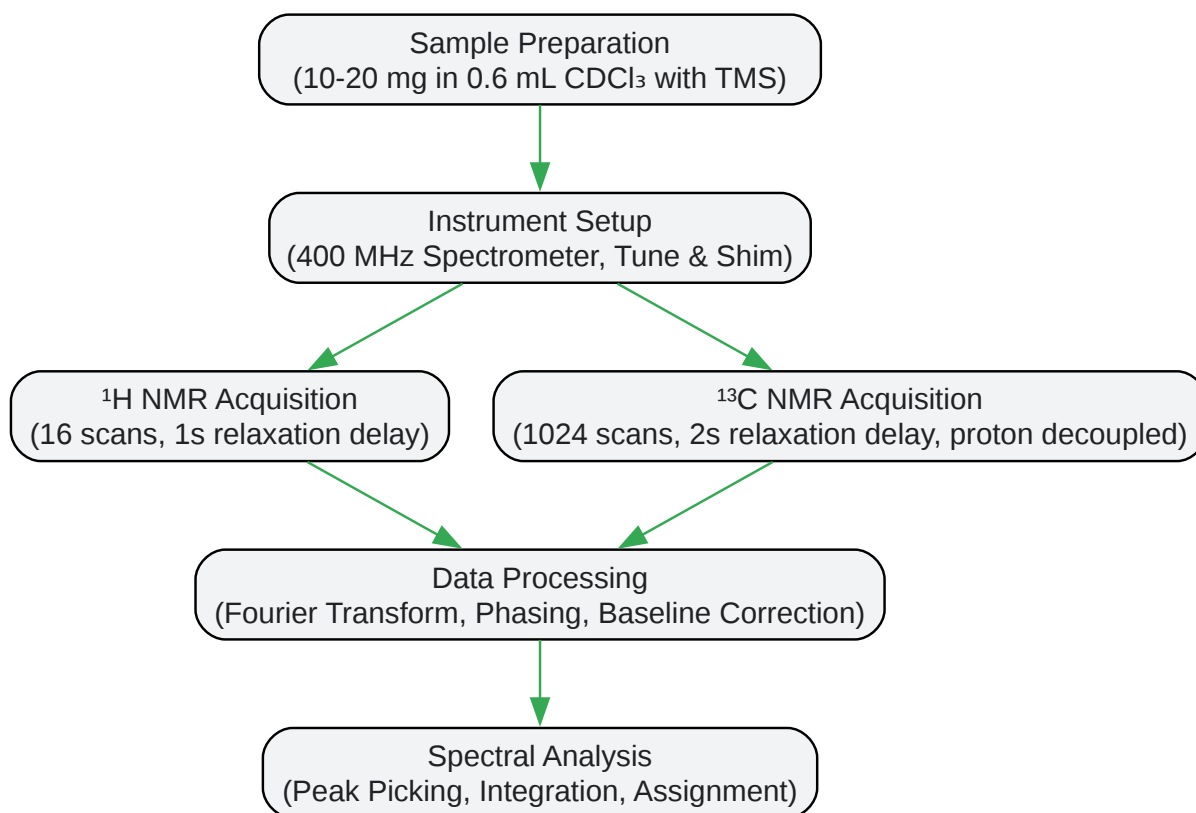 Sample Preparation
(10-20 mg in 0.6 mL CDCl₃ with TMS)
Instrument Setup
(400 MHz Spectrometer, Tune & Shim)
¹H NMR Acquisition
(16 scans, 1s relaxation delay)
¹³C NMR Acquisition
(1024 scans, 2s relaxation delay, proton decoupled)
Data Processing
(Fourier Transform, Phasing, Baseline Correction)
Spectral Analysis
(Peak Picking, Integration, Assignment)